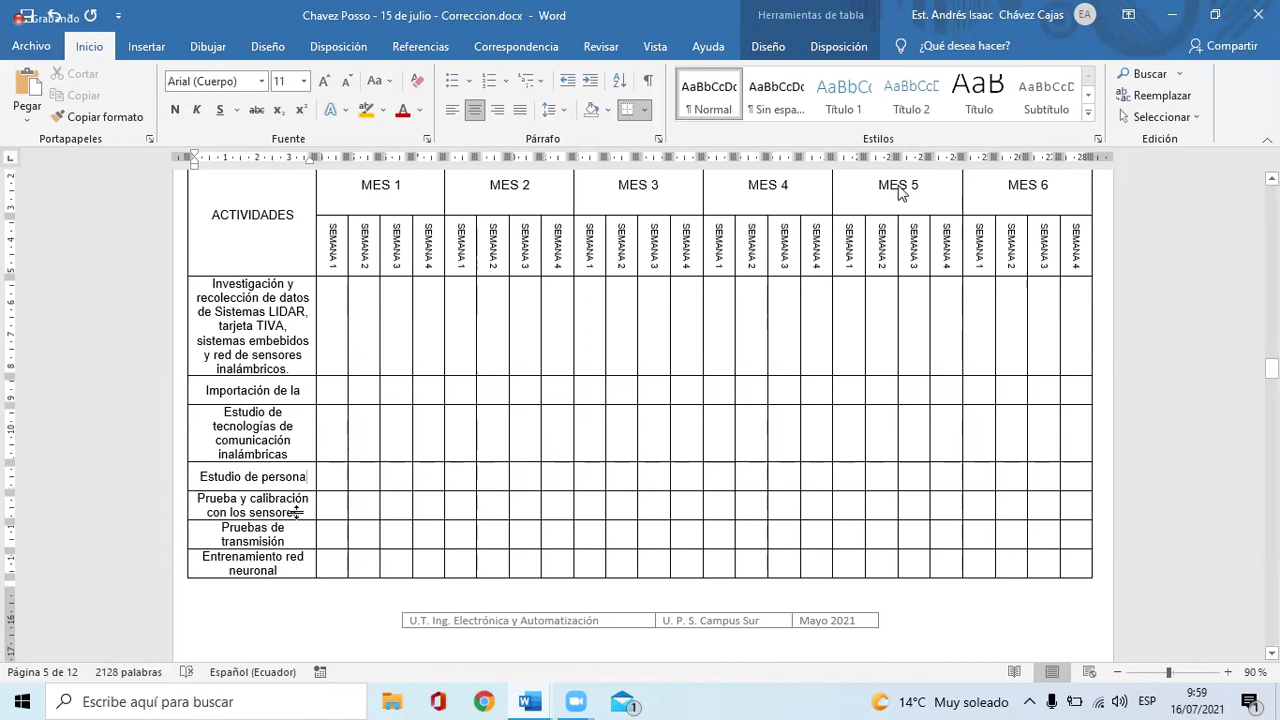 Grabando
Chavez Posso - 15 de julio - Correccion.docx - Word
Herramientas de tabla
Est. Andrés Isaac Chávez Cajas
EA
Archivo Inicio Insertar Dibujar Diseño Disposición Referencias Correspondencia Revisar Vista Ayuda Diseño Disposición ¿Qué desea hacer? Compartir
Pegar
Cortar
Copiar
Copiar formato
Portapapeles
Arial (Cuerpo) 11
Aa
N K S abc X₂ X²
Fuente
Párrafo
AaBbCcDc
¶ Normal
AaBbCcDc
¶ Sin espa...
AaBbCc
Título 1
AaBbCcD
Título 2
AaB
Título
AaBbCcD
Subtítulo
Estilos
Buscar
Reemplazar
Seleccionar
Edición
ACTIVIDADES
MES 1 MES 2 MES 3 MES 4 MES 5 MES 6
SEMANA 1 SEMANA 2 SEMANA 3 SEMANA 4 SEMANA 1 SEMANA 2 SEMANA 3 SEMANA 4 SEMANA 1 SEMANA 2 SEMANA 3 SEMANA 4 SEMANA 1 SEMANA 2 SEMANA 3 SEMANA 4 SEMANA 1 SEMANA 2 SEMANA 3 SEMANA 4 SEMANA 1 SEMANA 2 SEMANA 3 SEMANA 4
Investigación y
recolección de datos
de Sistemas LIDAR,
tarjeta TIVA,
sistemas embebidos
y red de sensores
inalámbricos.
Importación de la
Estudio de
tecnologías de
comunicación
inalámbricas
Estudio de persona
Prueba y calibración
con los sensores
Pruebas de
transmisión
Entrenamiento red
neuronal
U.T. Ing. Electrónica y Automatización U. P. S. Campus Sur Mayo 2021
Página 5 de 12 2128 palabras Español (Ecuador) 90 %
Escribe aquí para buscar
1
14°C Muy soleado
ESP
9:59
16/07/2021
1